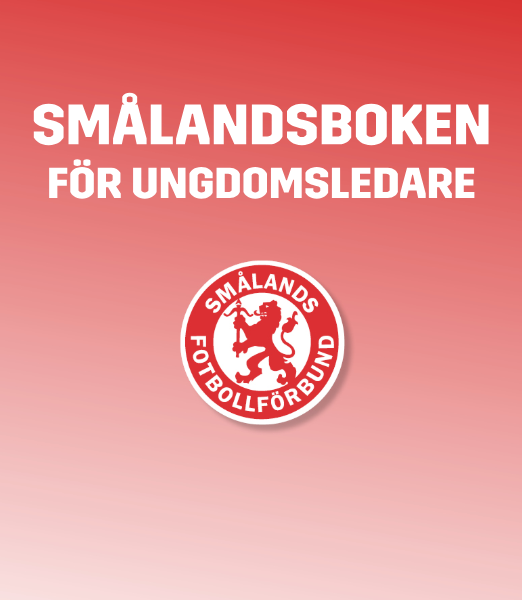 SMÅLANDSBOKEN
FÖR UNGDOMSLEDARE
SMÅLANDS
FOTBOLLFÖRBUND